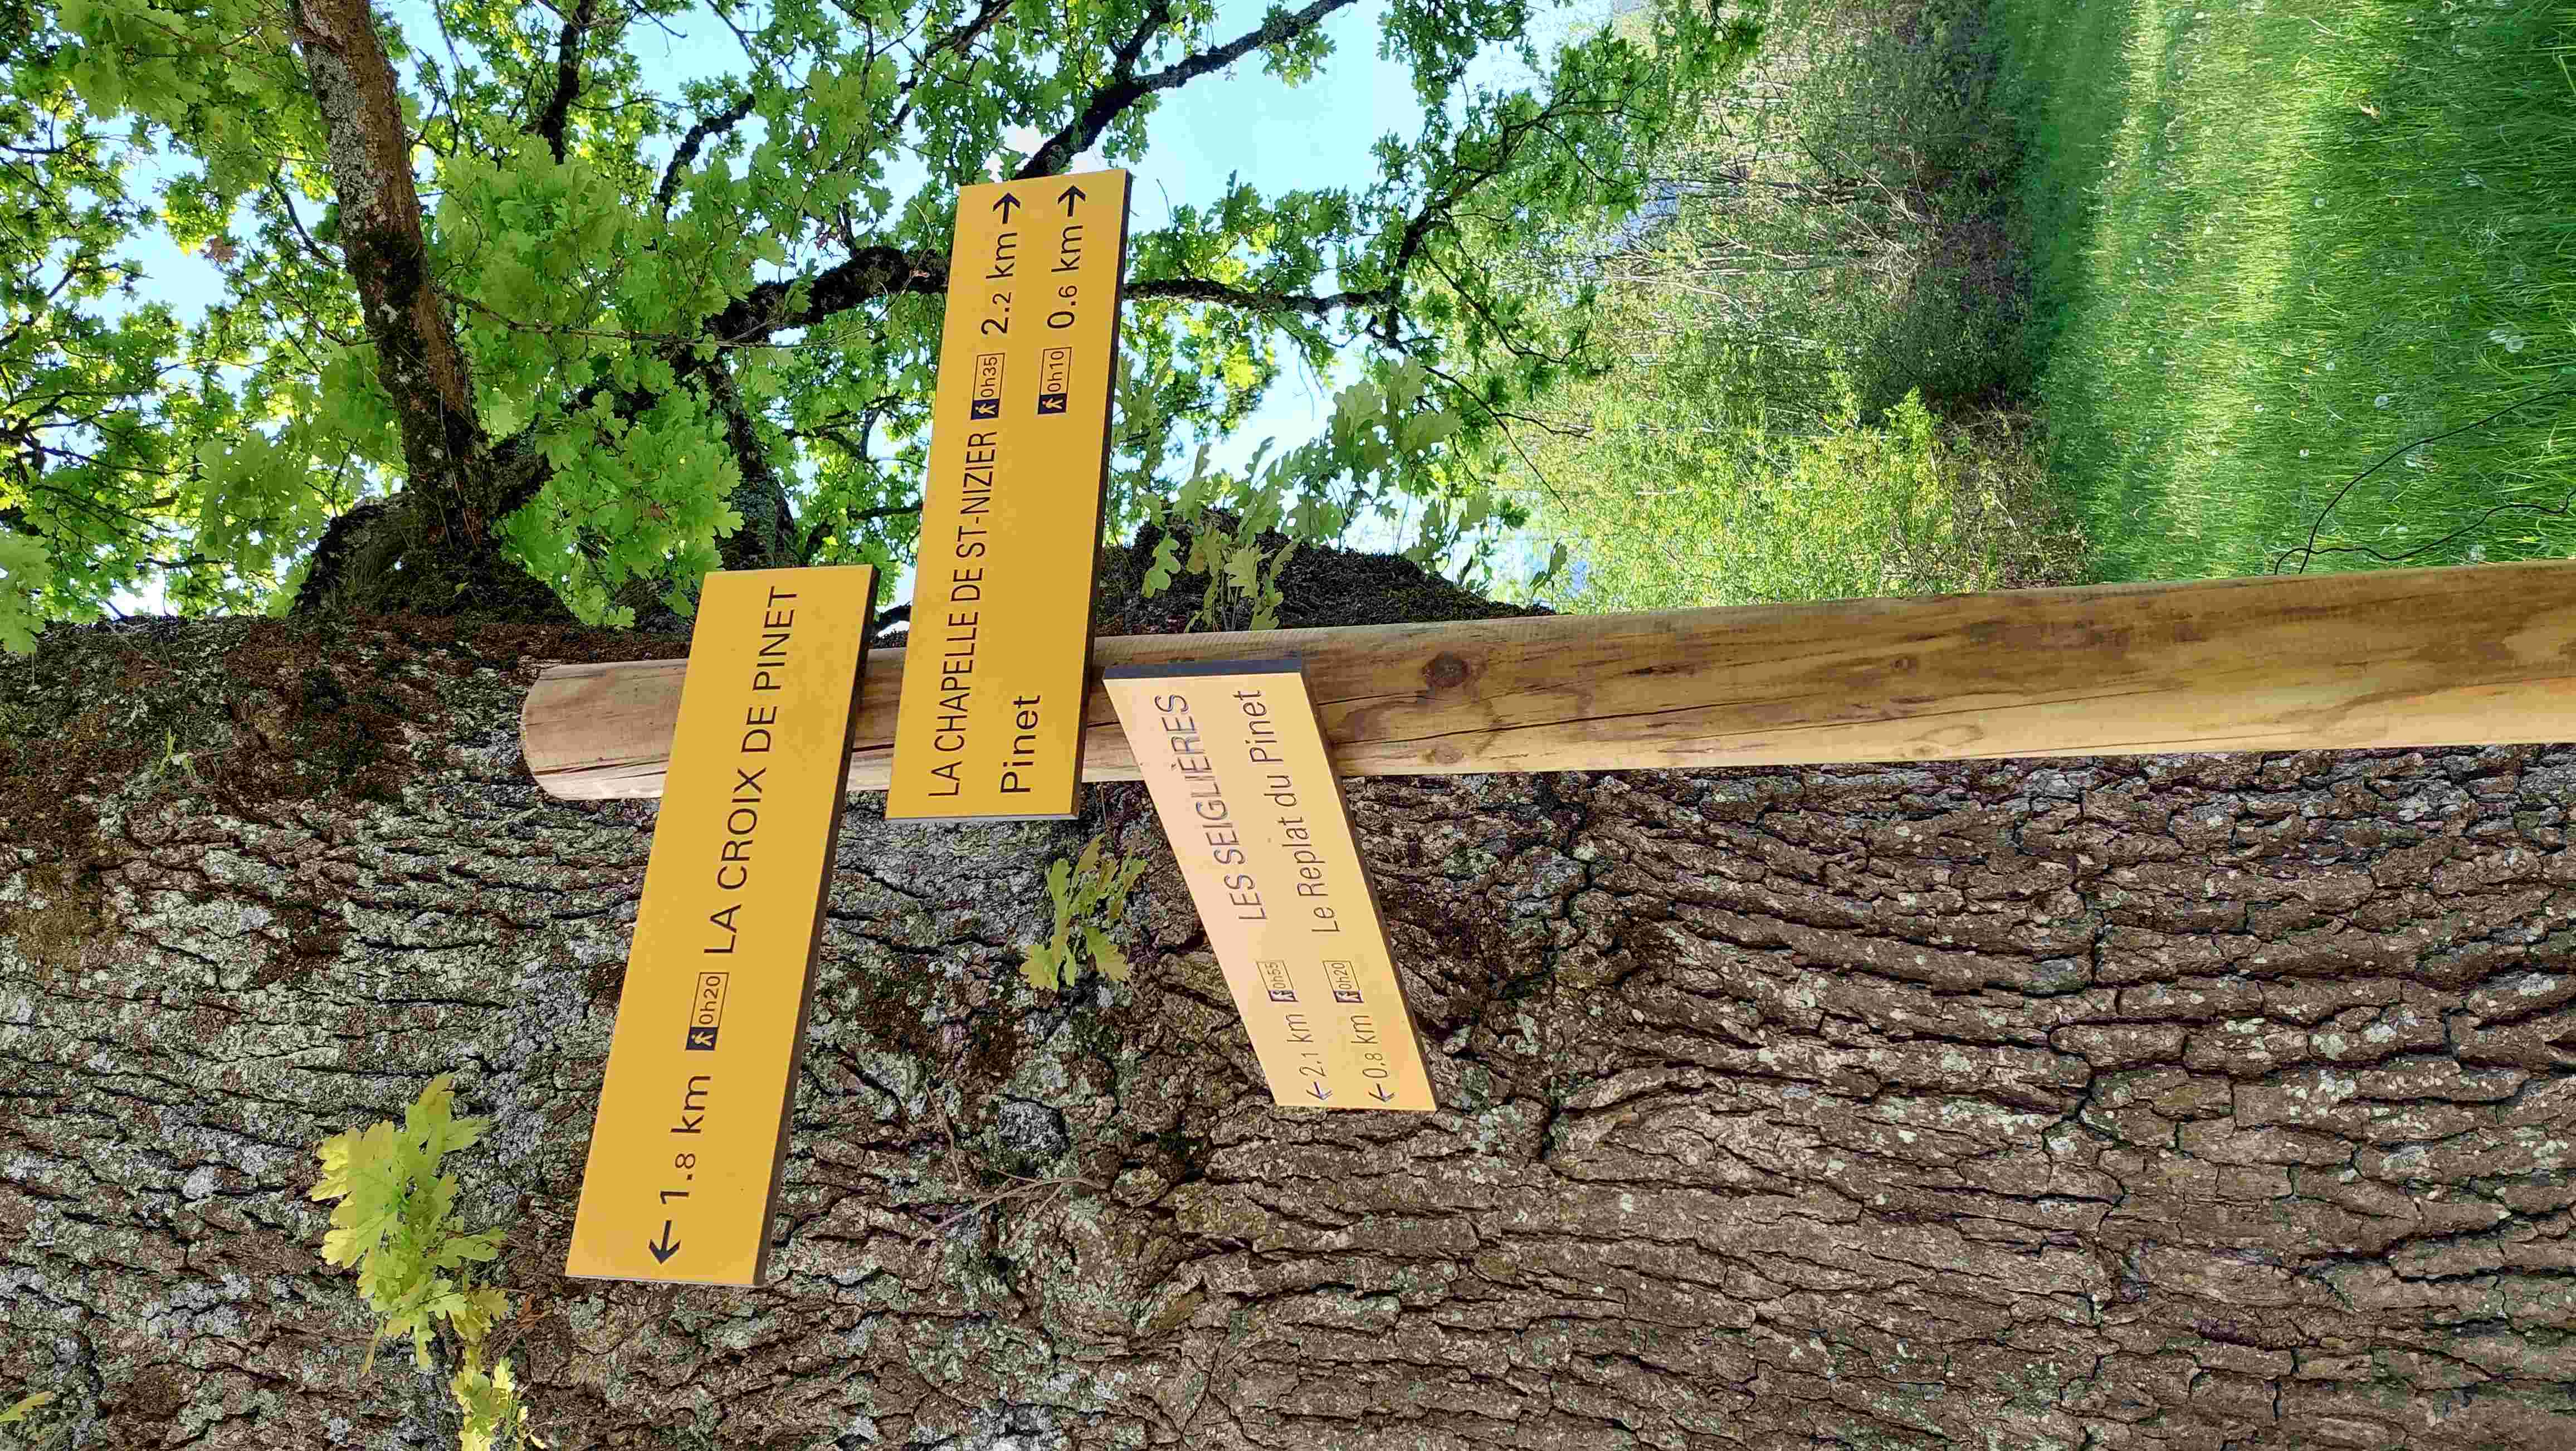 ← 1.8 km 0h20 LA CROIX DE PINET
LA CHAPELLE DE ST-NIZIER 0h35 2.2 km →
Pinet 0h10 0.6 km →
← 2.1 km 0h55 LES SEIGLIÈRES
← 0.8 km 0h20 Le Replat du Pinet